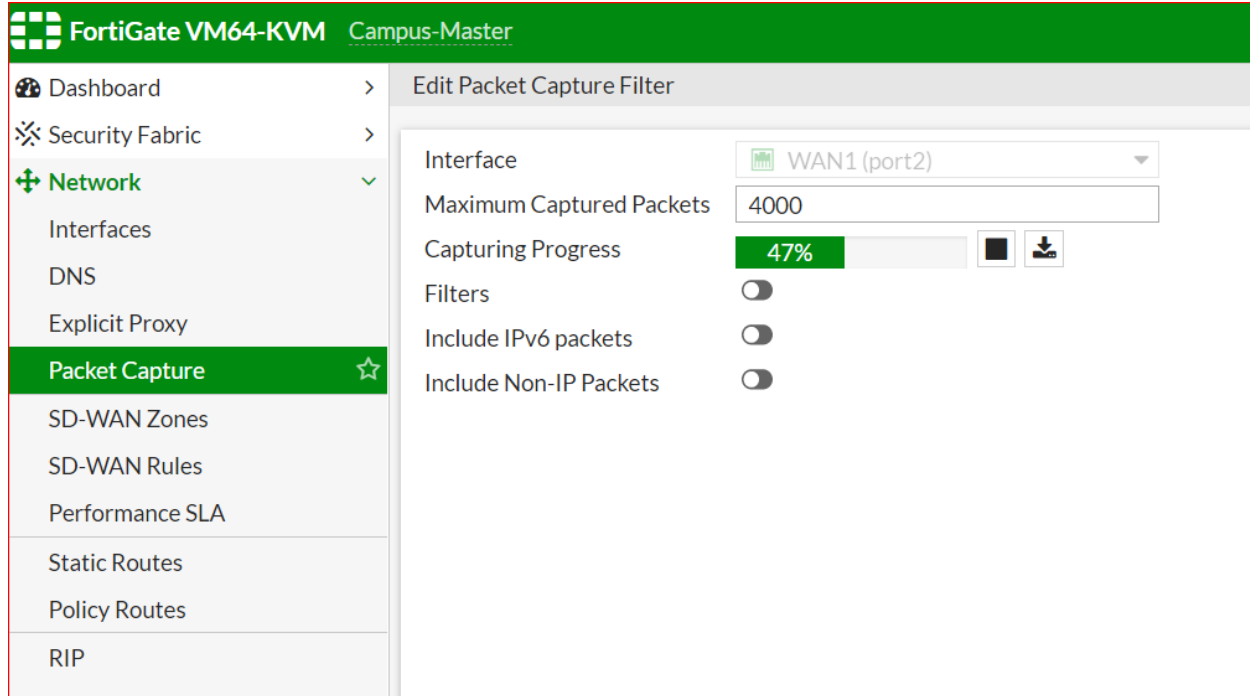 FortiGate VM64-KVM Campus-Master
Dashboard
Security Fabric
Network
Interfaces
DNS
Explicit Proxy
Packet Capture
SD-WAN Zones
SD-WAN Rules
Performance SLA
Static Routes
Policy Routes
RIP
Edit Packet Capture Filter
Interface WAN1 (port2)
Maximum Captured Packets 4000
Capturing Progress 47%
Filters
Include IPv6 packets
Include Non-IP Packets